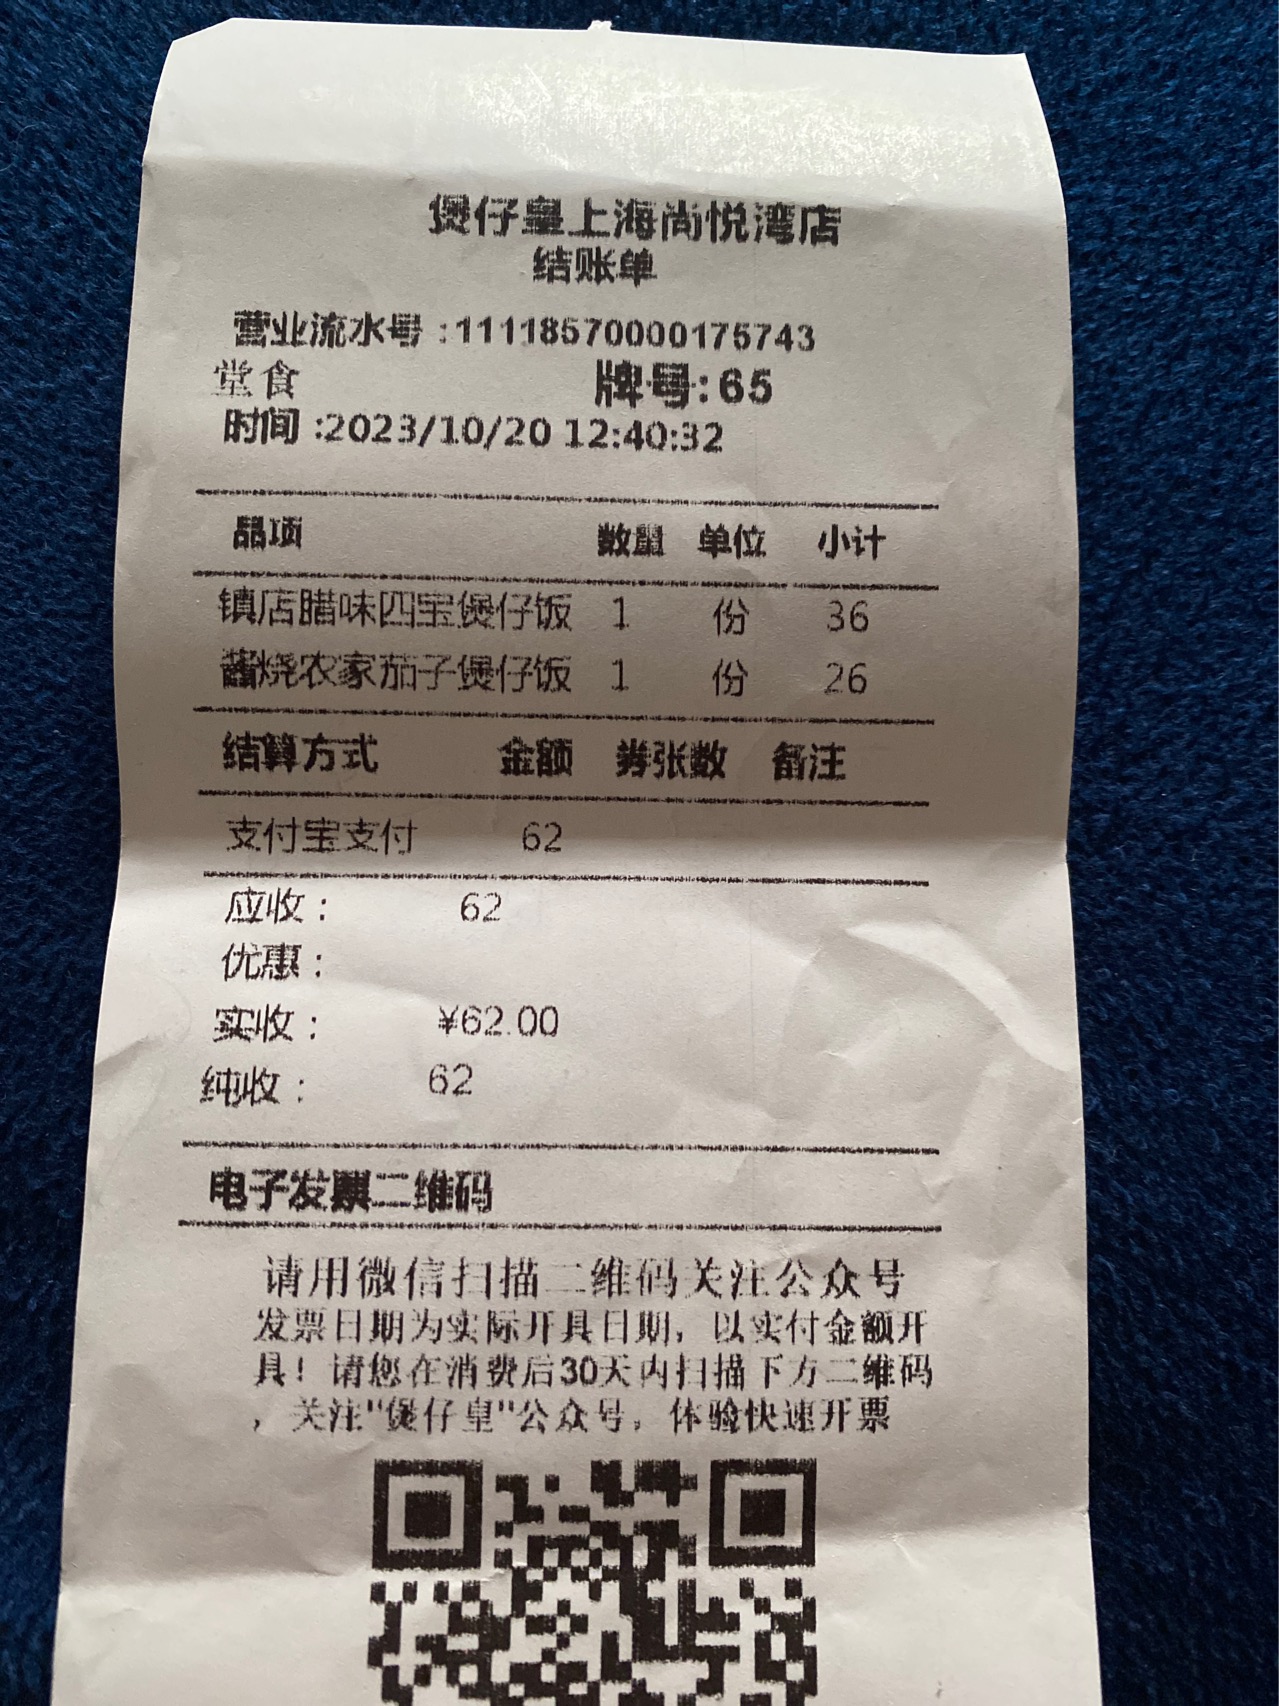 煲仔皇上海尚悦湾店
结账单
营业流水号:11118570000175743
堂食 牌号:65
时间:2023/10/20 12:40:32
品项 数量 单位 小计
镇店腊味四宝煲仔饭 1 份 36
酱烧农家茄子煲仔饭 1 份 26
结算方式 金额 券张数 备注
支付宝支付 62
应收: 62
优惠:
实收: ¥62.00
纯收: 62
电子发票二维码
请用微信扫描二维码关注公众号
发票日期为实际开具日期，以实付金额开
具！请您在消费后30天内扫描下方二维码
，关注"煲仔皇"公众号，体验快速开票